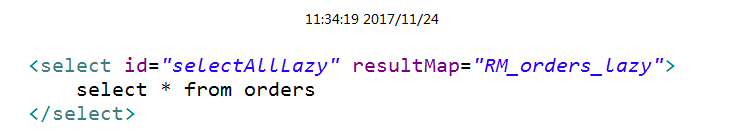 11:34:19 2017/11/24
<select id="selectAllLazy" resultMap="RM_orders_lazy">
    select * from orders
</select>